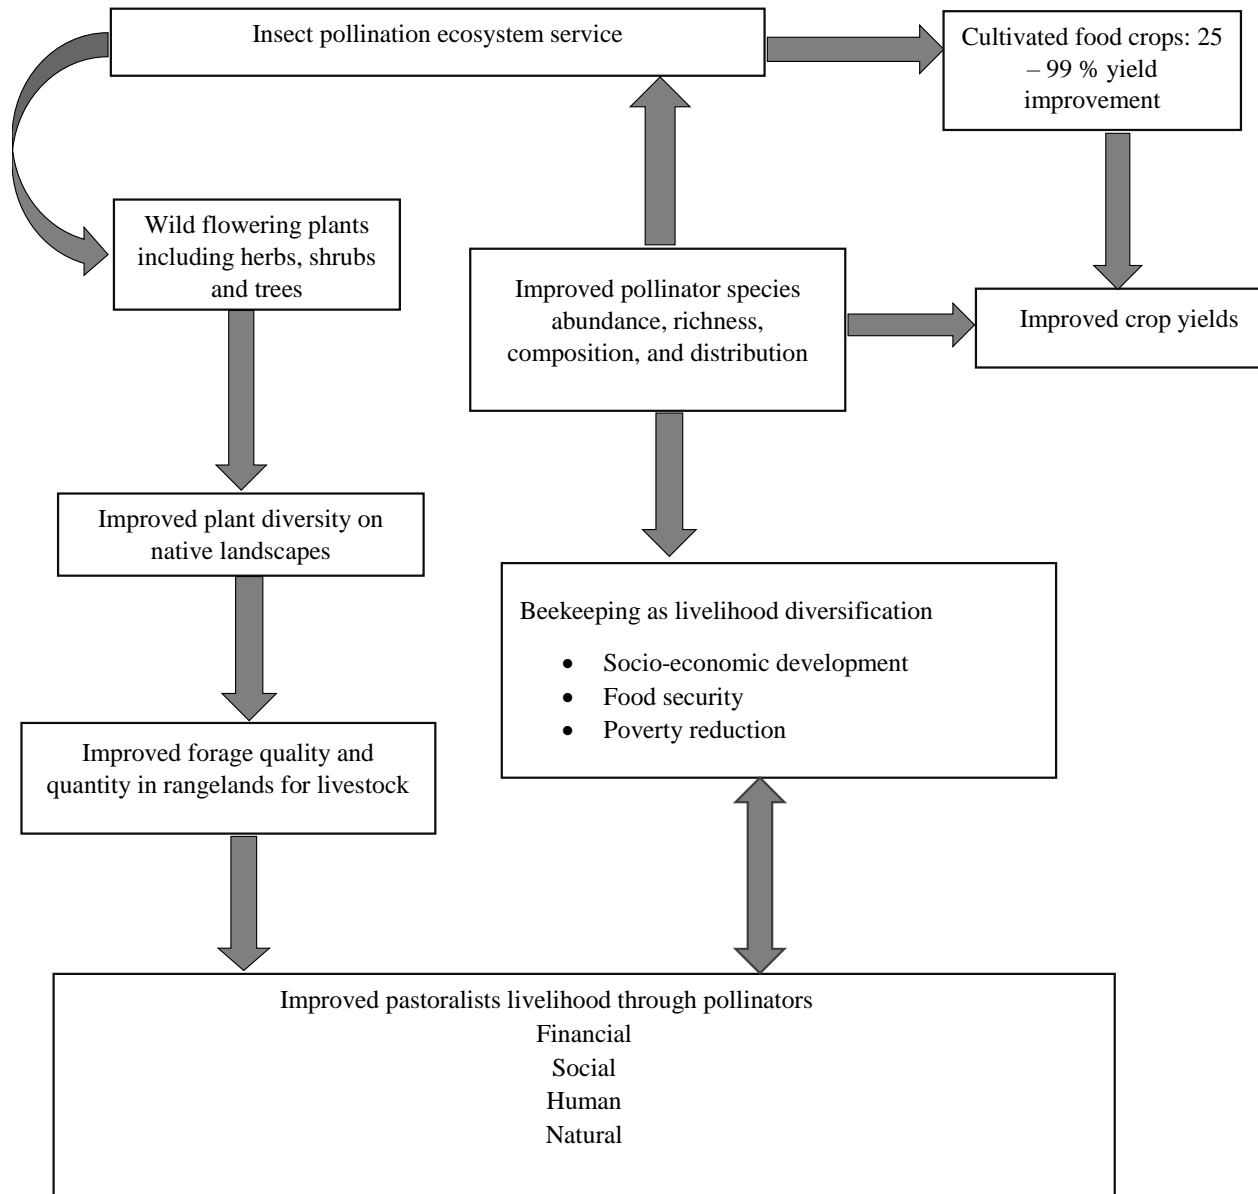 Insect pollination ecosystem service
Cultivated food crops: 25
– 99 % yield
improvement
Wild flowering plants
including herbs, shrubs
and trees
Improved pollinator species
abundance, richness,
composition, and distribution
Improved crop yields
Improved plant diversity on
native landscapes
Beekeeping as livelihood diversification
• Socio-economic development
• Food security
• Poverty reduction
Improved forage quality and
quantity in rangelands for livestock
Improved pastoralists livelihood through pollinators
Financial
Social
Human
Natural